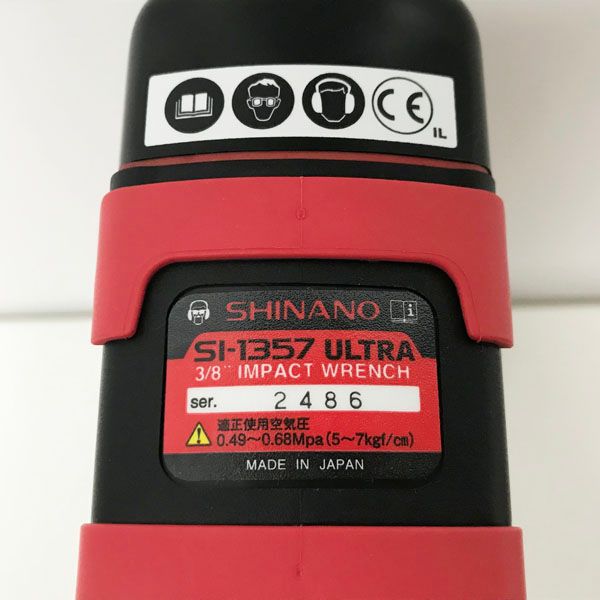 CE
IL
SHINANO
i
SI-1357 ULTRA
3/8" IMPACT WRENCH
ser. 2486
適正使用空気圧
0.49〜0.68Mpa(5〜7kgf/cm)
MADE IN JAPAN